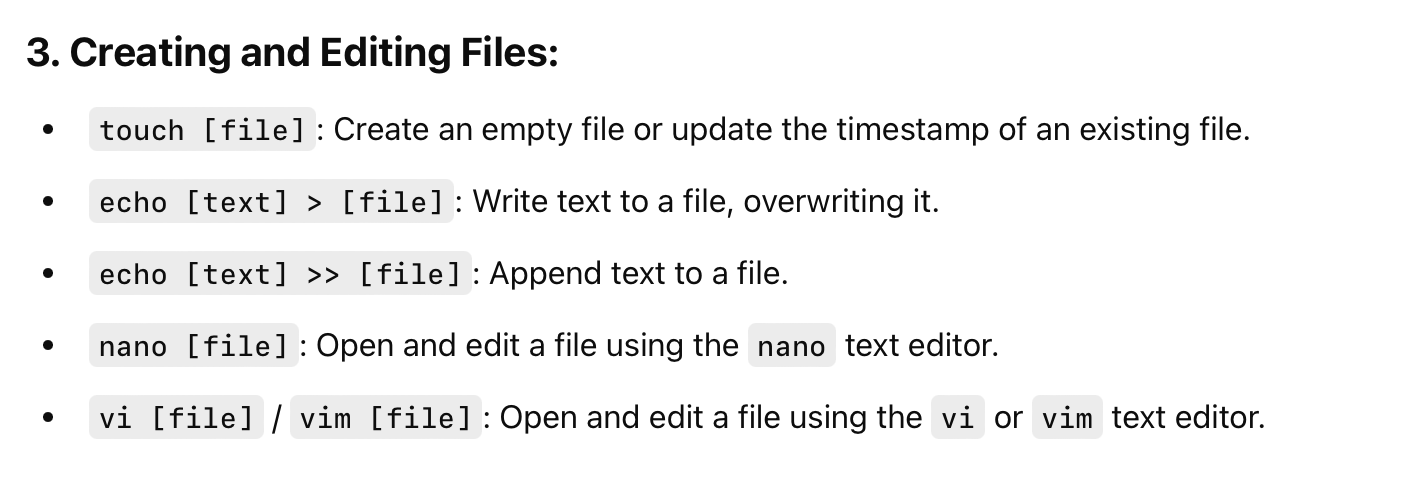 3. Creating and Editing Files:
• touch [file]: Create an empty file or update the timestamp of an existing file.
• echo [text] > [file]: Write text to a file, overwriting it.
• echo [text] >> [file]: Append text to a file.
• nano [file]: Open and edit a file using the nano text editor.
• vi [file] / vim [file]: Open and edit a file using the vi or vim text editor.